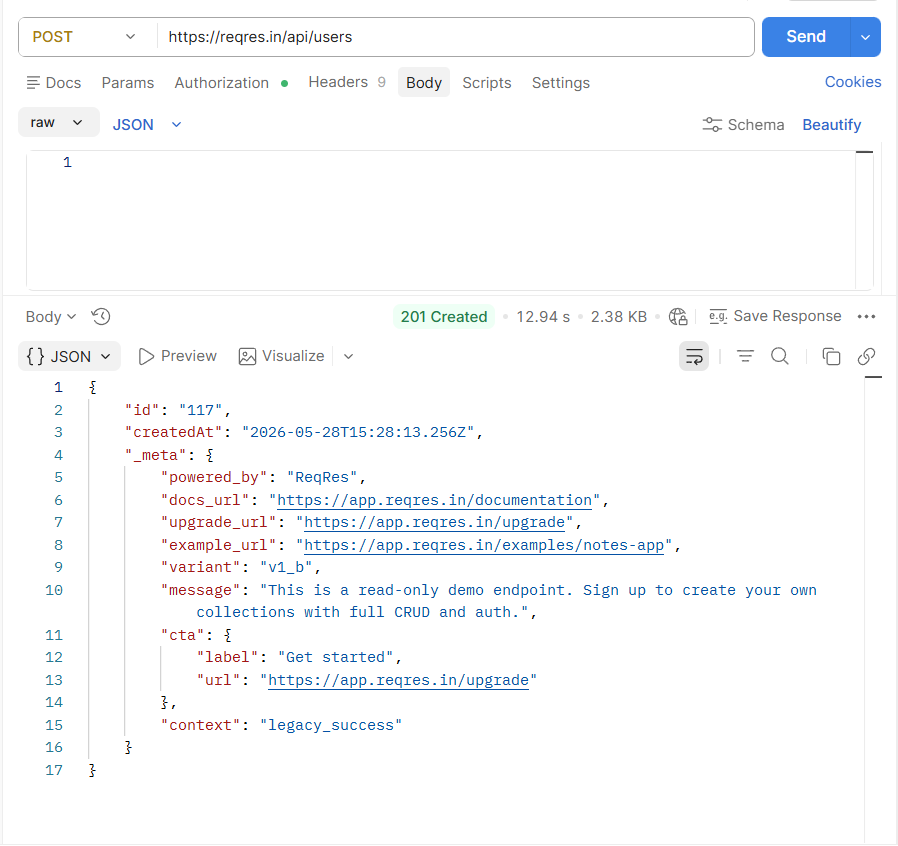 POST https://reqres.in/api/users Send
Docs Params Authorization Headers 9 Body Scripts Settings Cookies
raw JSON Schema Beautify
1
Body 201 Created 12.94 s 2.38 KB e.g. Save Response
{} JSON Preview Visualize
1 {
2 "id": "117",
3 "createdAt": "2026-05-28T15:28:13.256Z",
4 "_meta": {
5 "powered_by": "ReqRes",
6 "docs_url": "https://app.reqres.in/documentation",
7 "upgrade_url": "https://app.reqres.in/upgrade",
8 "example_url": "https://app.reqres.in/examples/notes-app",
9 "variant": "v1_b",
10 "message": "This is a read-only demo endpoint. Sign up to create your own
collections with full CRUD and auth.",
11 "cta": {
12 "label": "Get started",
13 "url": "https://app.reqres.in/upgrade"
14 },
15 "context": "legacy_success"
16 }
17 }